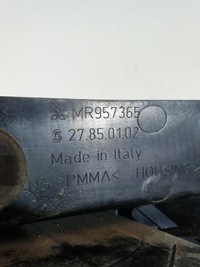 MR957365
27.85.01.02
Made in Italy
PMMA< HOUSING